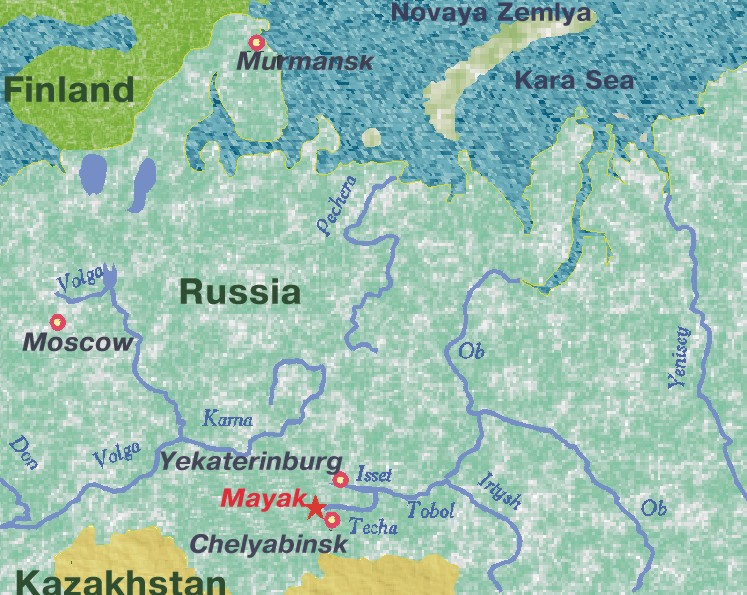 Novaya Zemlya
Murmansk
Kara Sea
Finland
Pechora
Volga
Russia
Moscow
Ob
Yenisey
Kama
Don
Volga
Yekaterinburg
Isset
Mayak
Irtysh
Tobol
Ob
Techa
Chelyabinsk
Kazakhstan